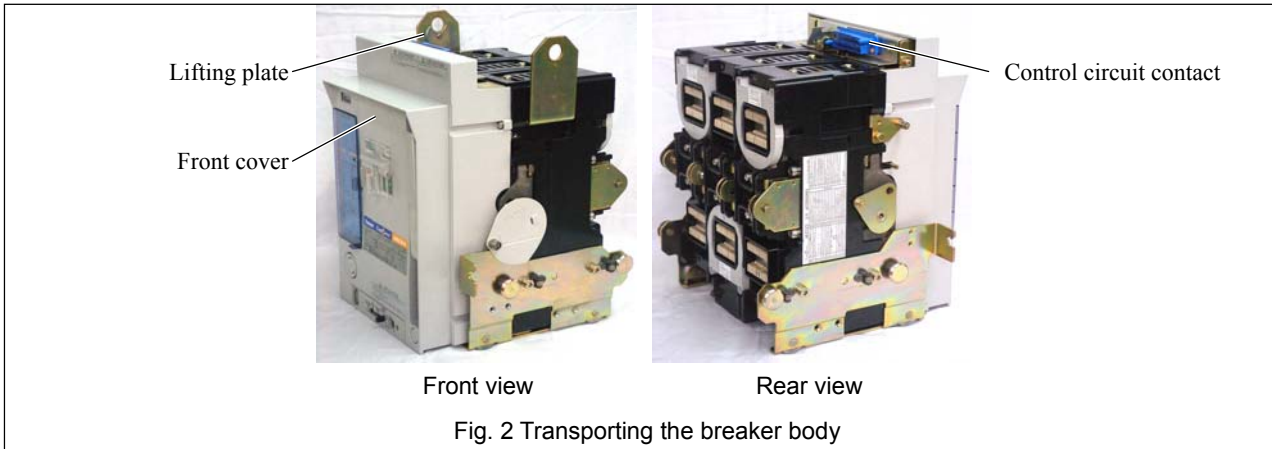 Lifting plate
Front cover
Control circuit contact
Front view
Rear view
Fig. 2 Transporting the breaker body